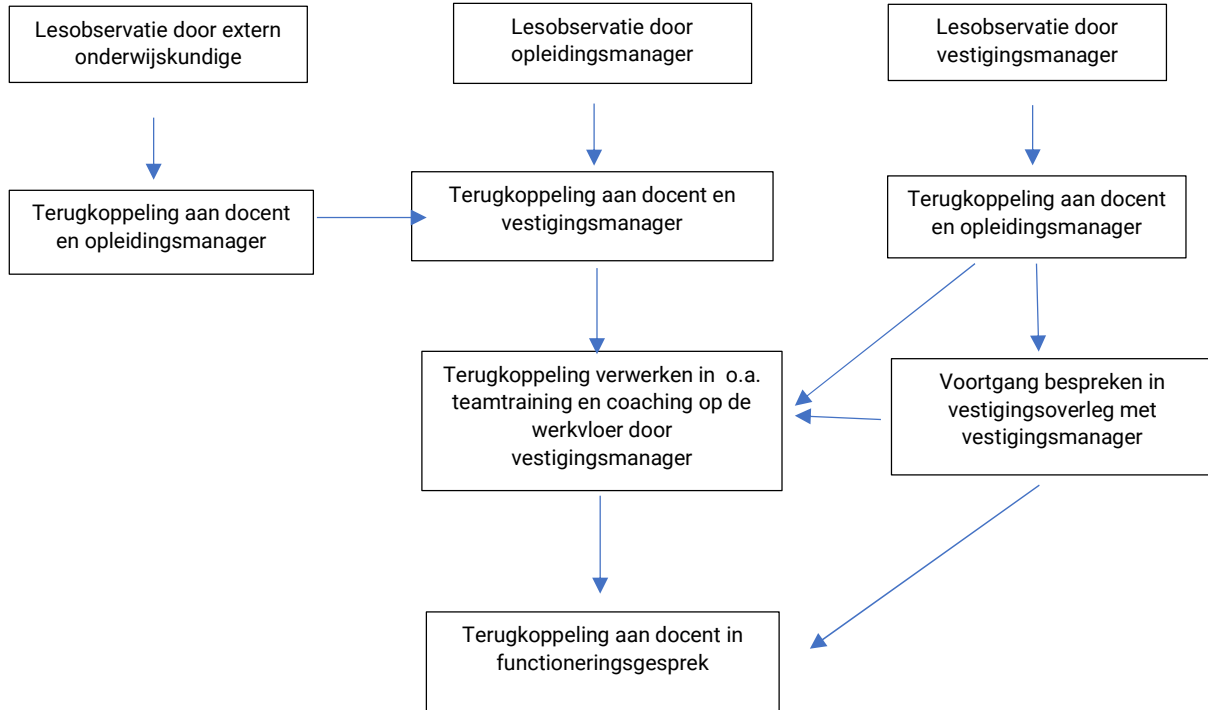 Lesobservatie door extern
onderwijskundige
Lesobservatie door
opleidingsmanager
Lesobservatie door
vestigingsmanager
Terugkoppeling aan docent
en opleidingsmanager
Terugkoppeling aan docent en
vestigingsmanager
Terugkoppeling aan docent
en opleidingsmanager
Terugkoppeling verwerken in o.a.
teamtraining en coaching op de
werkvloer door
vestigingsmanager
Voortgang bespreken in
vestigingsoverleg met
vestigingsmanager
Terugkoppeling aan docent in
functioneringsgesprek